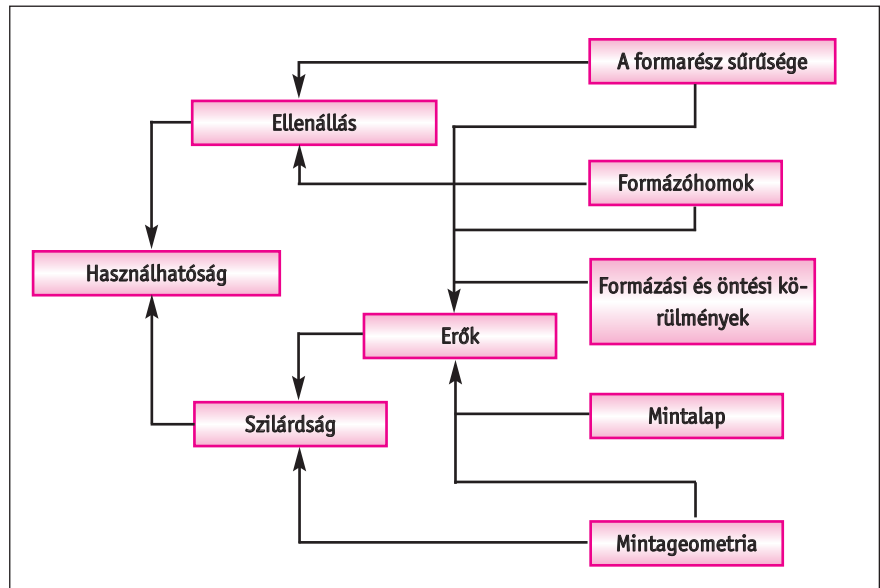 A formarész sűrűsége
Ellenállás
Formázóhomok
Használhatóság
Formázási és öntési kö-
rülmények
Erők
Mintalap
Szilárdság
Mintageometria